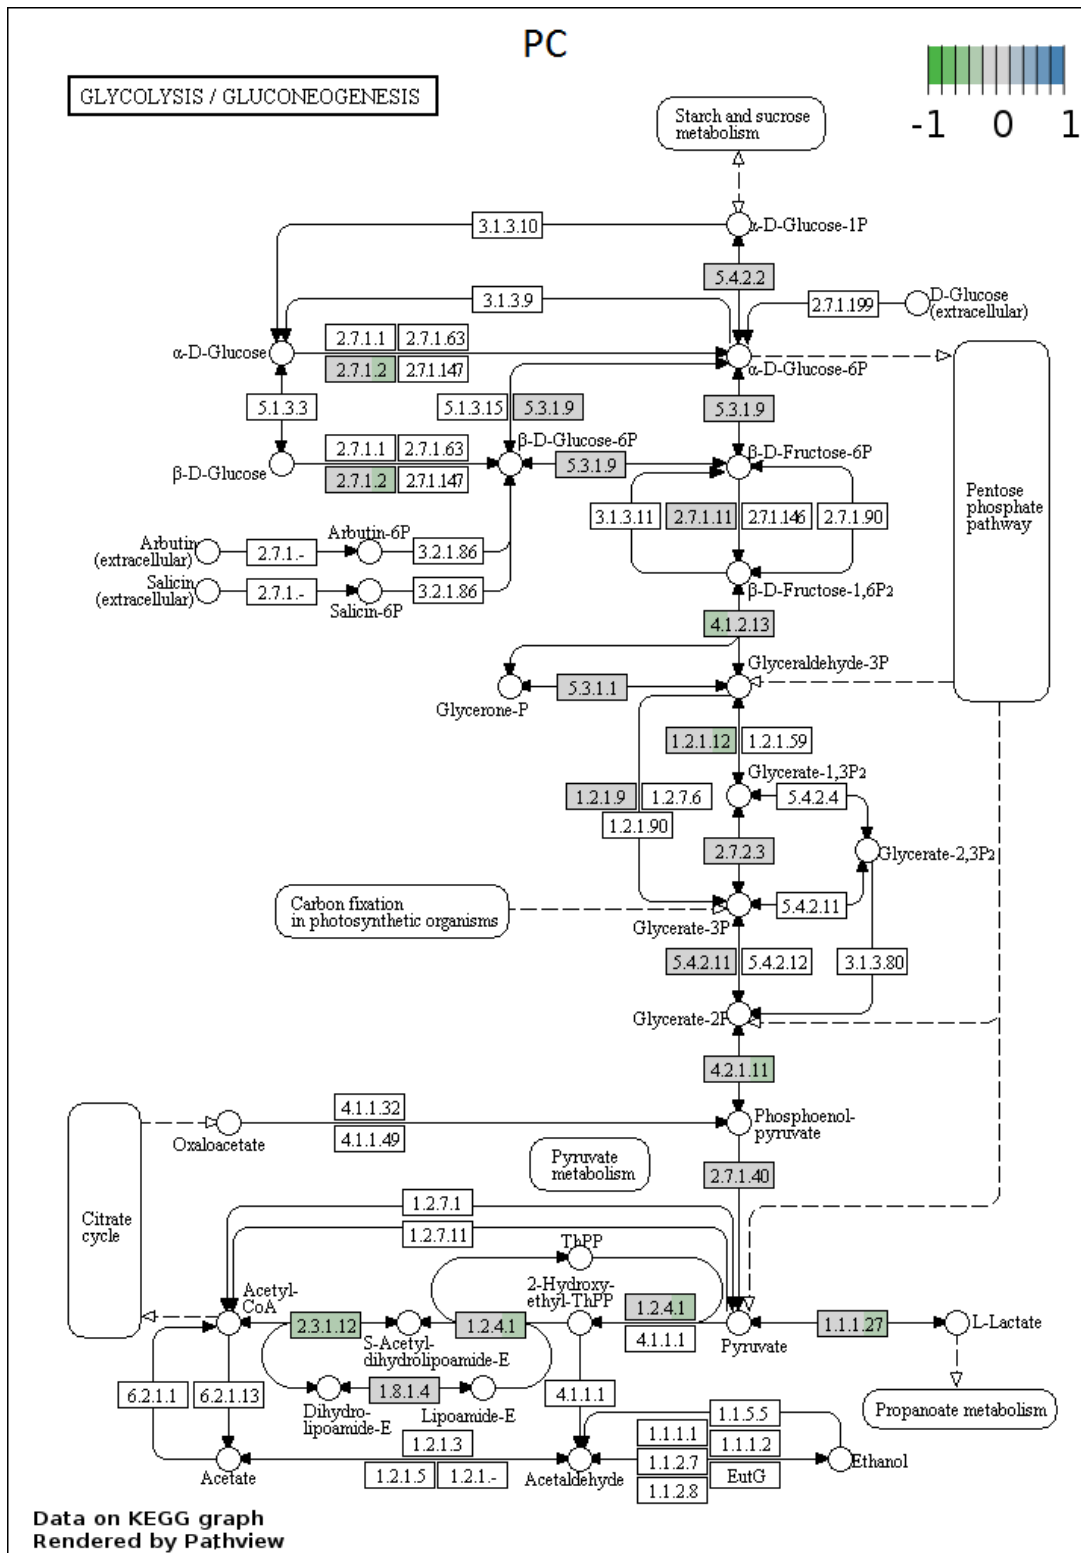 PC
GLYCOLYSIS / GLUCONEOGENESIS
-1 0 1
Starch and sucrose
metabolism
3.1.3.10
α-D-Glucose-1P
5.4.2.2
3.1.3.9
2.7.1.199
D-Glucose
(extracellular)
α-D-Glucose
2.7.1.1
2.7.1.63
2.7.1.2
2.7.1.147
α-D-Glucose-6P
5.1.3.3
5.1.3.15
5.3.1.9
5.3.1.9
β-D-Glucose
2.7.1.1
2.7.1.63
2.7.1.2
2.7.1.147
β-D-Glucose-6P
5.3.1.9
β-D-Fructose-6P
Pentose
phosphate
pathway
3.1.3.11
2.7.1.11
2.7.1.146
2.7.1.90
Arbutin
(extracellular)
2.7.1.-
Arbutin-6P
3.2.1.86
Salicin
(extracellular)
2.7.1.-
Salicin-6P
3.2.1.86
β-D-Fructose-1,6P2
4.1.2.13
Glyceraldehyde-3P
Glycerone-P
5.3.1.1
1.2.1.12
1.2.1.59
Glycerate-1,3P2
1.2.1.9
1.2.7.6
1.2.1.90
5.4.2.4
2.7.2.3
Glycerate-2,3P2
Carbon fixation
in photosynthetic organisms
Glycerate-3P
5.4.2.11
5.4.2.11
5.4.2.12
3.1.3.80
Glycerate-2P
4.2.1.11
Oxaloacetate
4.1.1.32
4.1.1.49
Phosphoenol-
pyruvate
Pyruvate
metabolism
2.7.1.40
Citrate
cycle
1.2.7.1
1.2.7.11
ThPP
Acetyl-
CoA
2-Hydroxy-
ethyl-ThPP
2.3.1.12
S-Acetyl-
dihydrolipoamide-E
1.2.4.1
1.2.4.1
4.1.1.1
Pyruvate
1.1.1.27
L-Lactate
6.2.1.1
6.2.1.13
Dihydro-
lipoamide-E
1.8.1.4
Lipoamide-E
4.1.1.1
Propanoate metabolism
1.2.1.3
Acetate
1.2.1.5
1.2.1.-
Acetaldehyde
1.1.5.5
1.1.1.1
1.1.1.2
1.1.2.7
EutG
1.1.2.8
Ethanol
Data on KEGG graph
Rendered by Pathview